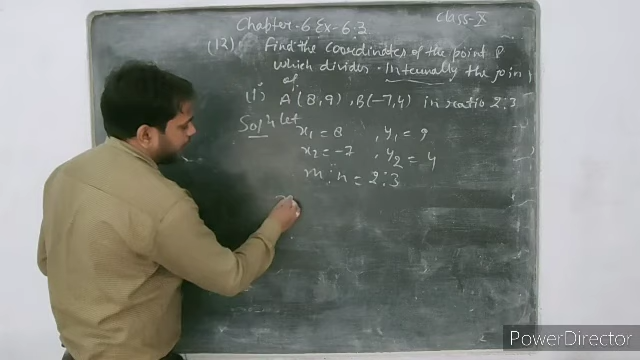 Chapter-6 Ex-6.3 Class-X
(12) Find the coordinates of the point P
which divides internally the join
of
(i) A(8,9), B(-7,4) in ratio 2:3
Solⁿ let x₁ = 8 , y₁ = 9
x₂ = -7 , y₂ = 4
m:n = 2:3
PowerDirector